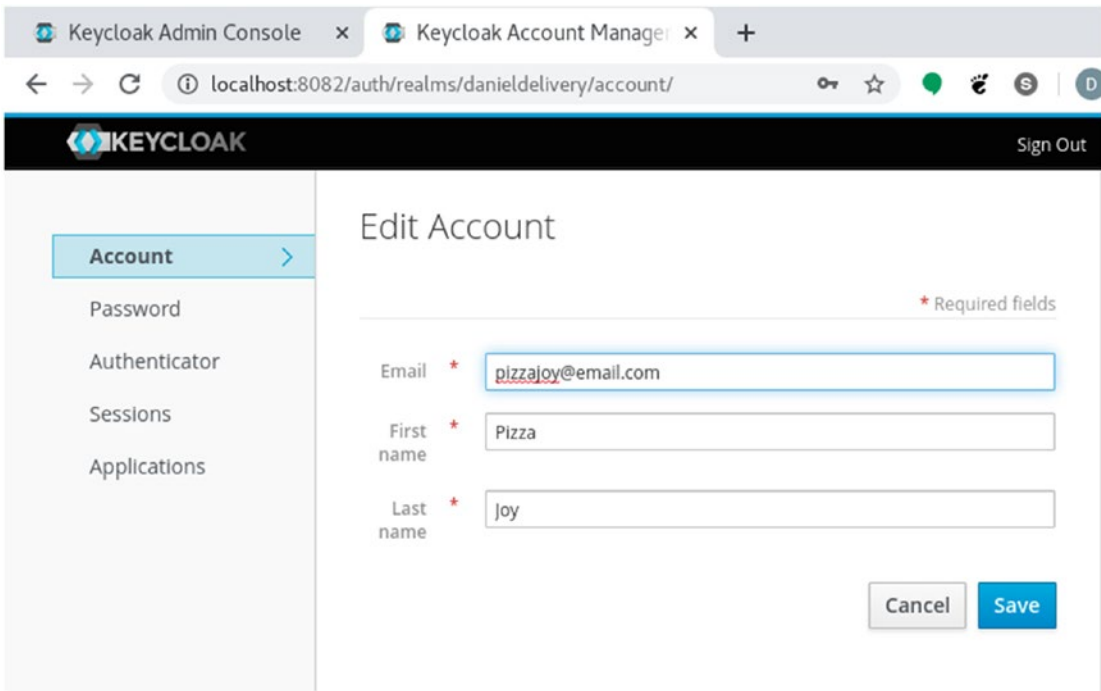 Keycloak Admin Console
Keycloak Account Manager
localhost:8082/auth/realms/danieldelivery/account/
S
D
KEYCLOAK
Sign Out
Account
Password
Authenticator
Sessions
Applications
Edit Account
* Required fields
Email * pizzajoy@email.com
First * Pizza
name
Last * Joy
name
Cancel Save